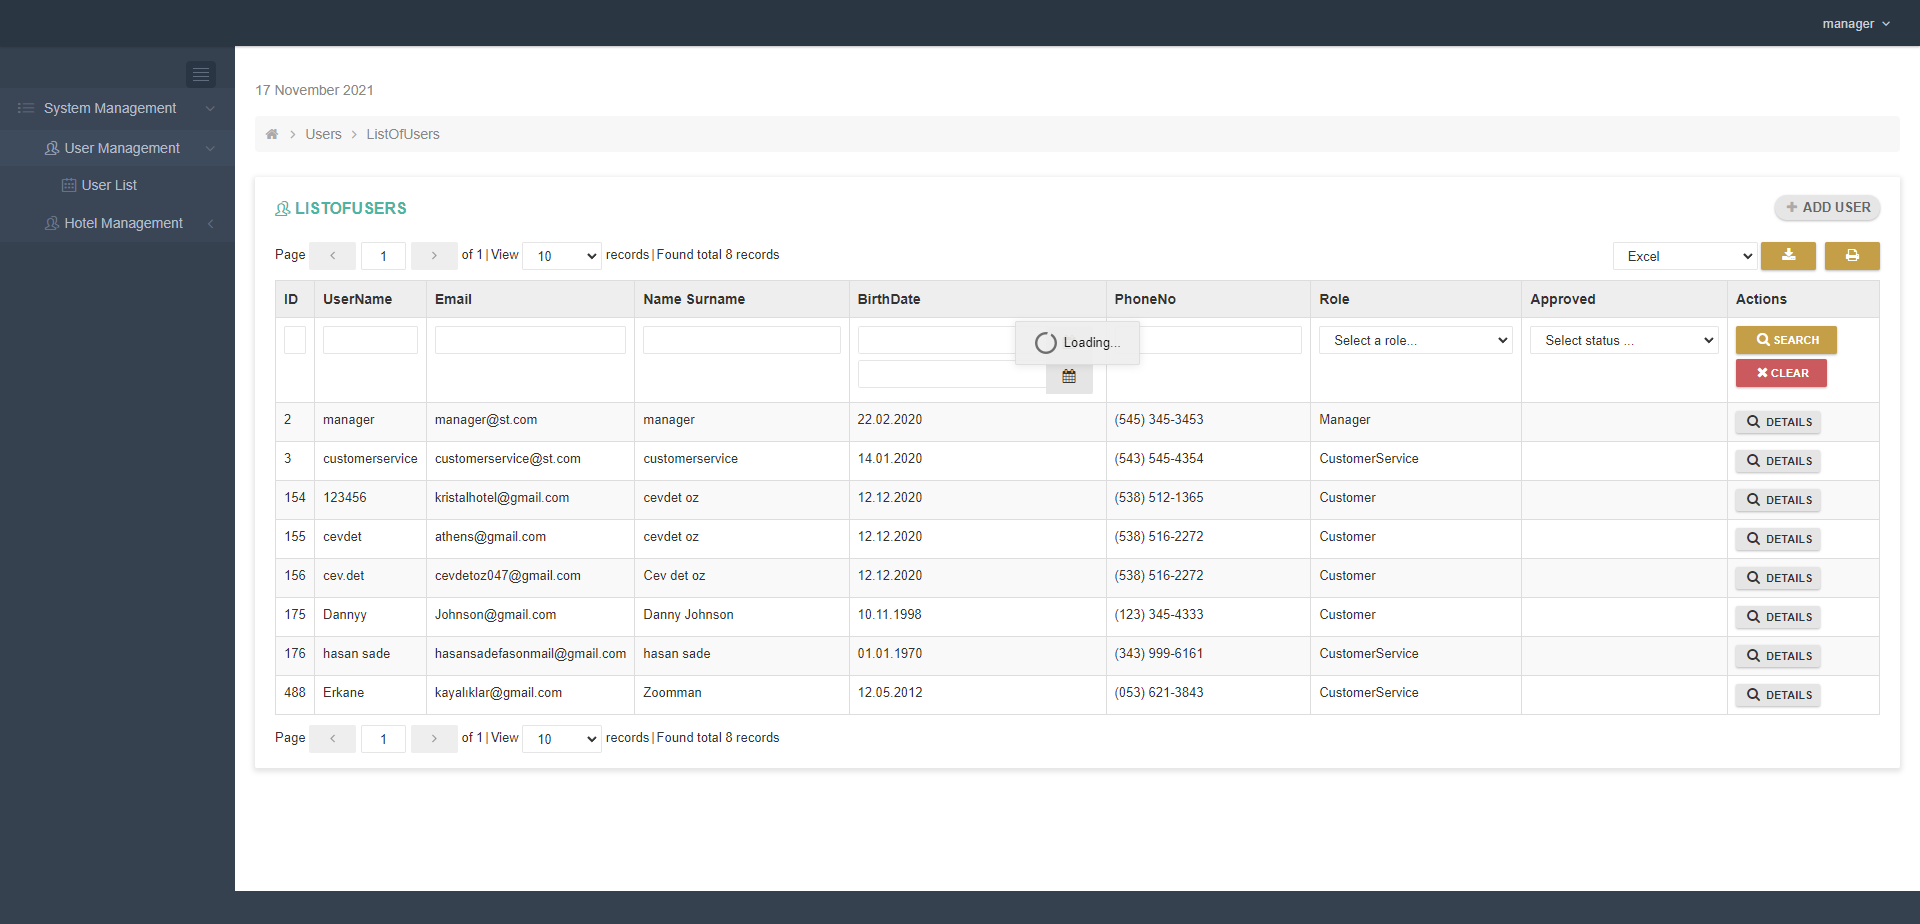 manager
17 November 2021
System Management
User Management
User List
Hotel Management
Users ListOfUsers
LISTOFUSERS
ADD USER
Page 1 of 1 | View 10 records | Found total 8 records
Excel
ID UserName Email Name Surname BirthDate PhoneNo Role Approved Actions
Loading...
Select a role... Select status ... SEARCH
CLEAR
2 manager manager@st.com manager 22.02.2020 (545) 345-3453 Manager DETAILS
3 customerservice customerservice@st.com customerservice 14.01.2020 (543) 545-4354 CustomerService DETAILS
154 123456 kristalhotel@gmail.com cevdet oz 12.12.2020 (538) 512-1365 Customer DETAILS
155 cevdet athens@gmail.com cevdet oz 12.12.2020 (538) 516-2272 Customer DETAILS
156 cev.det cevdetoz047@gmail.com Cev det oz 12.12.2020 (538) 516-2272 Customer DETAILS
175 Dannyy Johnson@gmail.com Danny Johnson 10.11.1998 (123) 345-4333 Customer DETAILS
176 hasan sade hasansadefasonmail@gmail.com hasan sade 01.01.1970 (343) 999-6161 CustomerService DETAILS
488 Erkane kayalıklar@gmail.com Zoomman 12.05.2012 (053) 621-3843 CustomerService DETAILS
Page 1 of 1 | View 10 records | Found total 8 records